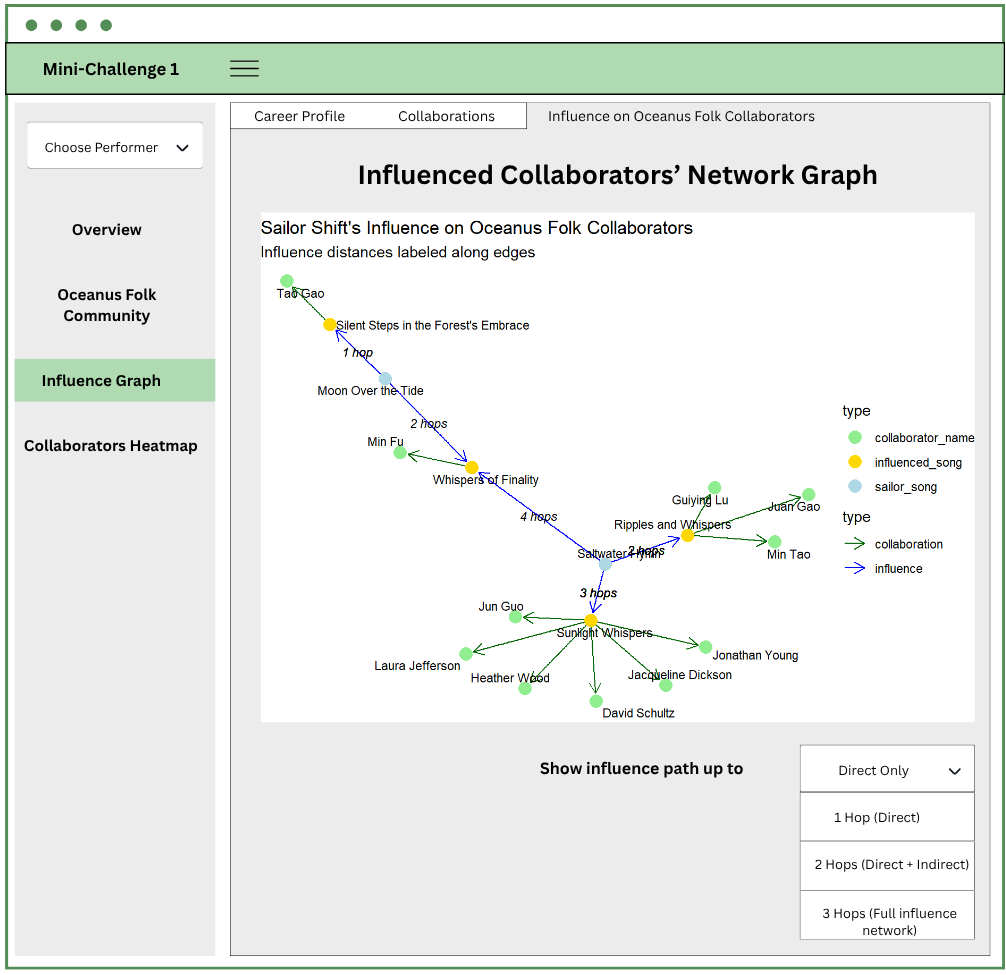 Mini-Challenge 1
Choose Performer
Overview
Oceanus Folk
Community
Influence Graph
Collaborators Heatmap
Career Profile
Collaborations
Influence on Oceanus Folk Collaborators
Influenced Collaborators’ Network Graph
Sailor Shift's Influence on Oceanus Folk Collaborators
Influence distances labeled along edges
Tao Gao
Silent Steps in the Forest's Embrace
1 hop
Moon Over the Tide
2 hops
Min Fu
Whispers of Finality
4 hops
Guiying Lu
Juan Gao
Ripples and Whispers
Saltwater Hymn
2 hops
Min Tao
3 hops
Jun Guo
Sunlight Whispers
Laura Jefferson
Jonathan Young
Heather Wood
Jacqueline Dickson
David Schultz
type
collaborator_name
influenced_song
sailor_song
type
collaboration
influence
Show influence path up to
Direct Only
1 Hop (Direct)
2 Hops (Direct + Indirect)
3 Hops (Full influence
network)